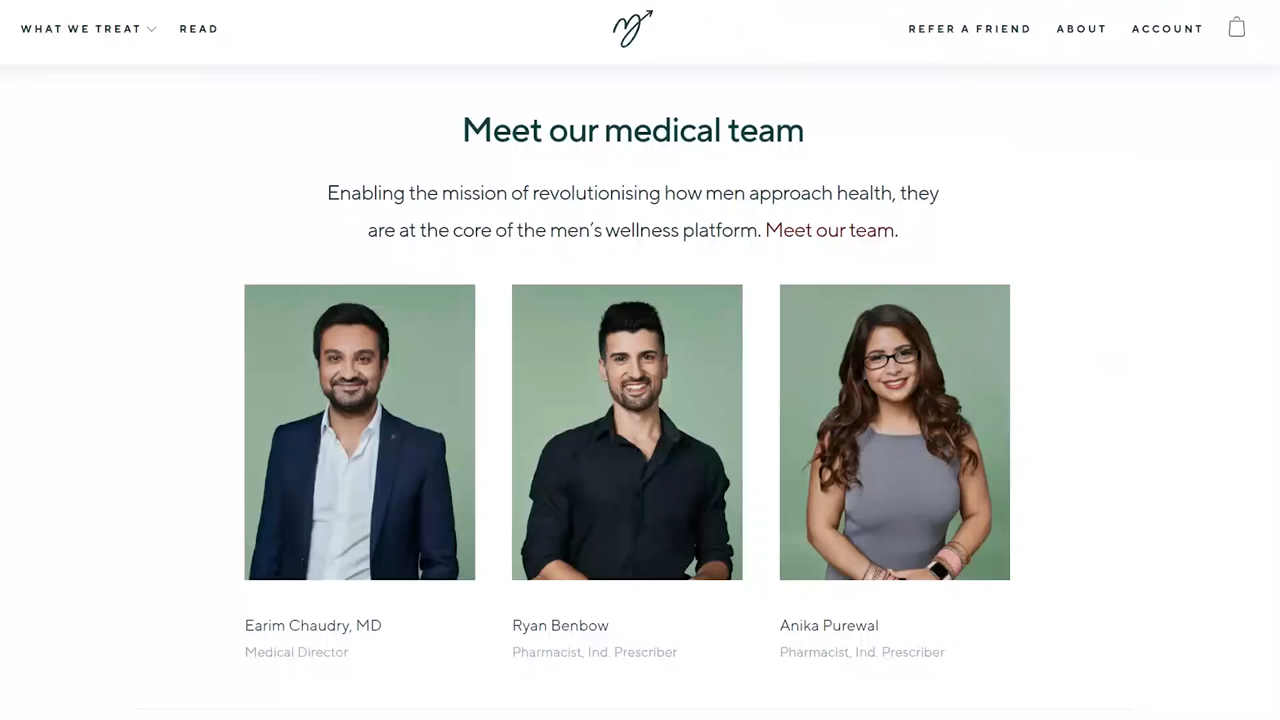 WHAT WE TREAT
READ
REFER A FRIEND
ABOUT
ACCOUNT
Meet our medical team
Enabling the mission of revolutionising how men approach health, they
are at the core of the men’s wellness platform. Meet our team.
Earim Chaudry, MD
Medical Director
Ryan Benbow
Pharmacist, Ind. Prescriber
Anika Purewal
Pharmacist, Ind. Prescriber